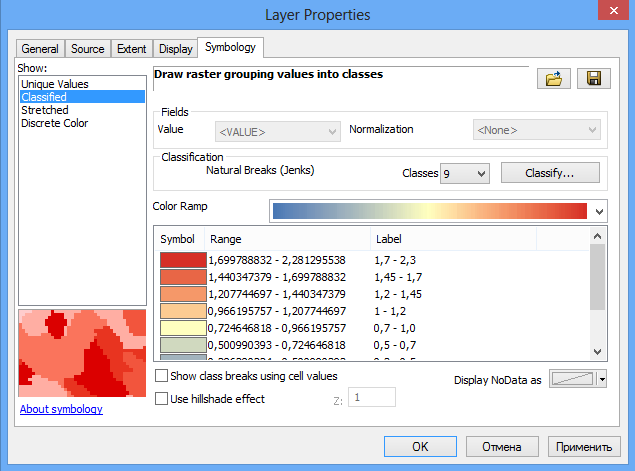 Layer Properties
General Source Extent Display Symbology
Show:
Unique Values
Classified
Stretched
Discrete Color
Draw raster grouping values into classes
Fields
Value <VALUE> Normalization <None>
Classification
Natural Breaks (Jenks) Classes 9 Classify...
Color Ramp
Symbol Range Label
1,699788832 - 2,281295538 1,7 - 2,3
1,440347379 - 1,699788832 1,45 - 1,7
1,207744697 - 1,440347379 1,2 - 1,45
0,966195757 - 1,207744697 1 - 1,2
0,724646818 - 0,966195757 0,7 - 1,0
0,500990393 - 0,724646818 0,5 - 0,7
Show class breaks using cell values Display NoData as
Use hillshade effect Z: 1
About symbology
OK Отмена Применить